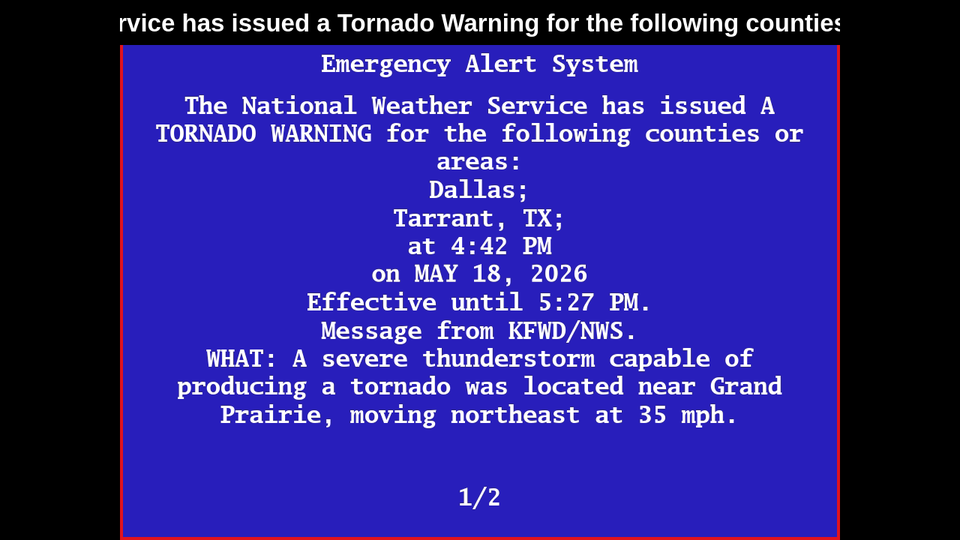 rvice has issued a Tornado Warning for the following counties
Emergency Alert System
The National Weather Service has issued A
TORNADO WARNING for the following counties or
areas:
Dallas;
Tarrant, TX;
at 4:42 PM
on MAY 18, 2026
Effective until 5:27 PM.
Message from KFWD/NWS.
WHAT: A severe thunderstorm capable of
producing a tornado was located near Grand
Prairie, moving northeast at 35 mph.
1/2